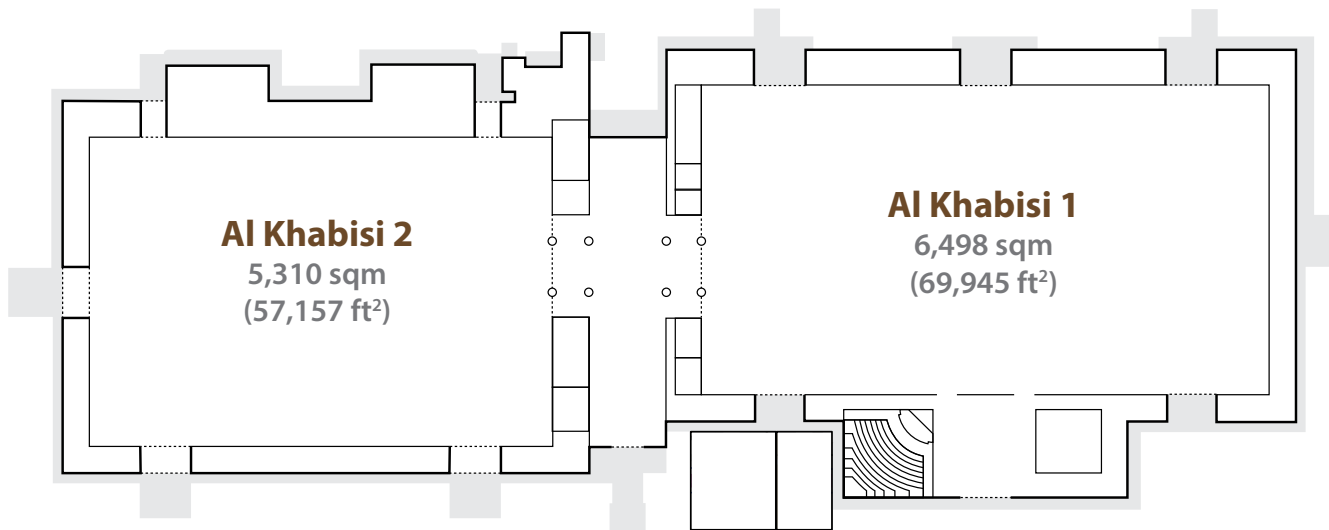 Al Khabisi 2
5,310 sqm
(57,157 ft²)
Al Khabisi 1
6,498 sqm
(69,945 ft²)